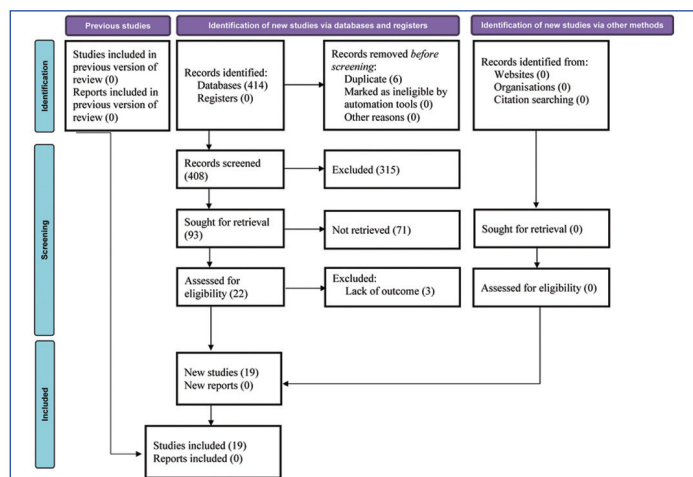 Previous studies
Identification of new studies via databases and registers
Identification of new studies via other methods
Identification
Studies included in
previous version of
review (0)
Reports included in
previous version of
review (0)
Records identified:
Databases (414)
Registers (0)
Records removed before
screening:
Duplicate (6)
Marked as ineligible by
automation tools (0)
Other reasons (0)
Records identified from:
Websites (0)
Organisations (0)
Citation searching (0)
Screening
Records screened
(408)
Excluded (315)
Sought for retrieval
(93)
Not retrieved (71)
Sought for retrieval (0)
Assessed for
eligibility (22)
Excluded:
Lack of outcome (3)
Assessed for eligibility (0)
Included
New studies (19)
New reports (0)
Studies included (19)
Reports included (0)